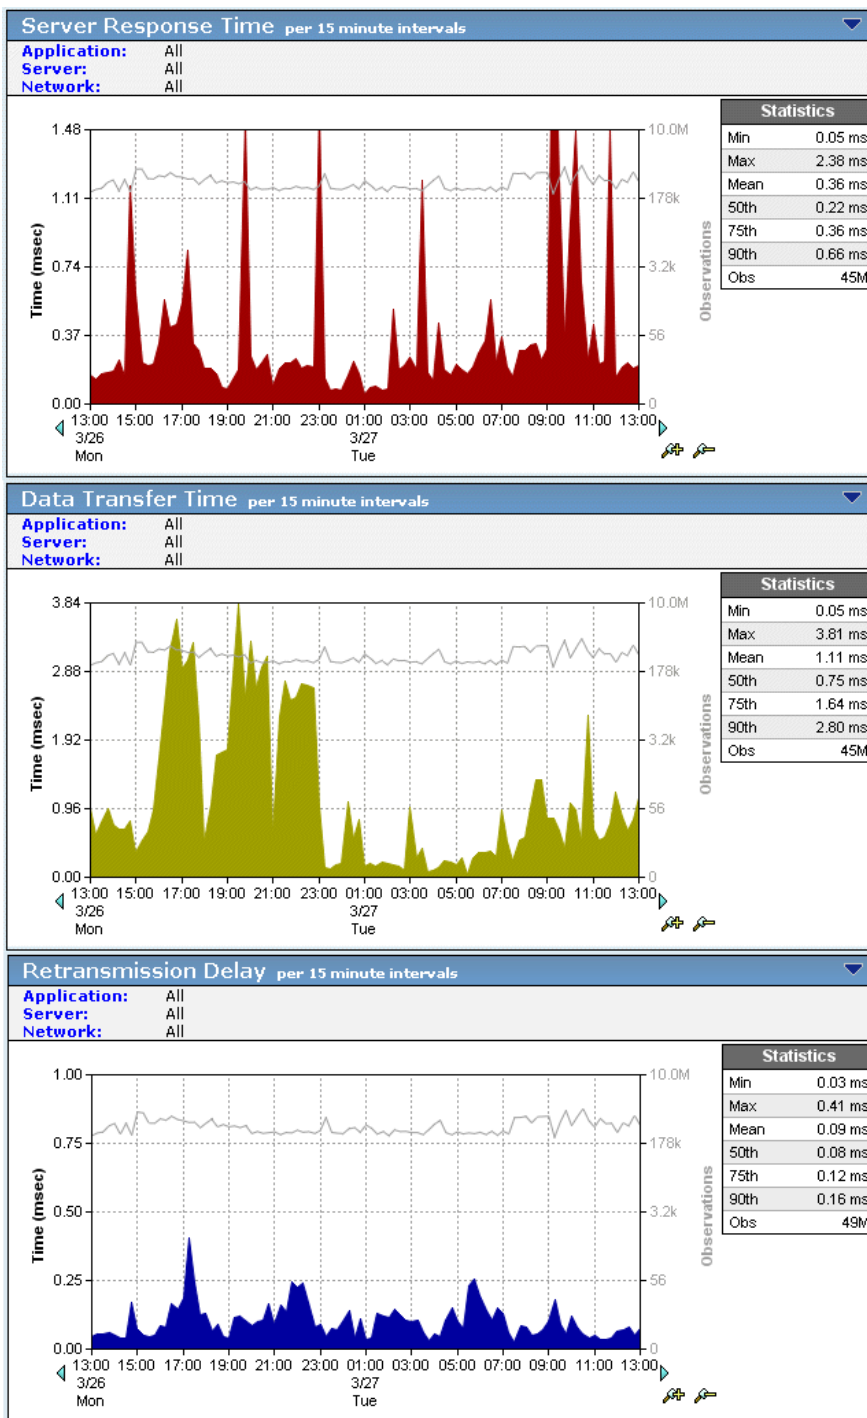 Server Response Time per 15 minute intervals
Application: All
Server: All
Network: All
Statistics
Min 0.05 ms
Max 2.38 ms
Mean 0.36 ms
50th 0.22 ms
75th 0.36 ms
90th 0.66 ms
Obs 45M
Time (msec)
1.48
1.11
0.74
0.37
0.00
10.0M
178k
3.2k
56
0
Observations
13:00 15:00 17:00 19:00 21:00 23:00 01:00 03:00 05:00 07:00 09:00 11:00 13:00
3/26 3/27
Mon Tue
Data Transfer Time per 15 minute intervals
Application: All
Server: All
Network: All
Statistics
Min 0.05 ms
Max 3.81 ms
Mean 1.11 ms
50th 0.75 ms
75th 1.64 ms
90th 2.80 ms
Obs 45M
Time (msec)
3.84
2.88
1.92
0.96
0.00
10.0M
178k
3.2k
56
0
Observations
13:00 15:00 17:00 19:00 21:00 23:00 01:00 03:00 05:00 07:00 09:00 11:00 13:00
3/26 3/27
Mon Tue
Retransmission Delay per 15 minute intervals
Application: All
Server: All
Network: All
Statistics
Min 0.03 ms
Max 0.41 ms
Mean 0.09 ms
50th 0.08 ms
75th 0.12 ms
90th 0.16 ms
Obs 49M
Time (msec)
1.00
0.75
0.50
0.25
0.00
10.0M
178k
3.2k
56
0
Observations
13:00 15:00 17:00 19:00 21:00 23:00 01:00 03:00 05:00 07:00 09:00 11:00 13:00
3/26 3/27
Mon Tue